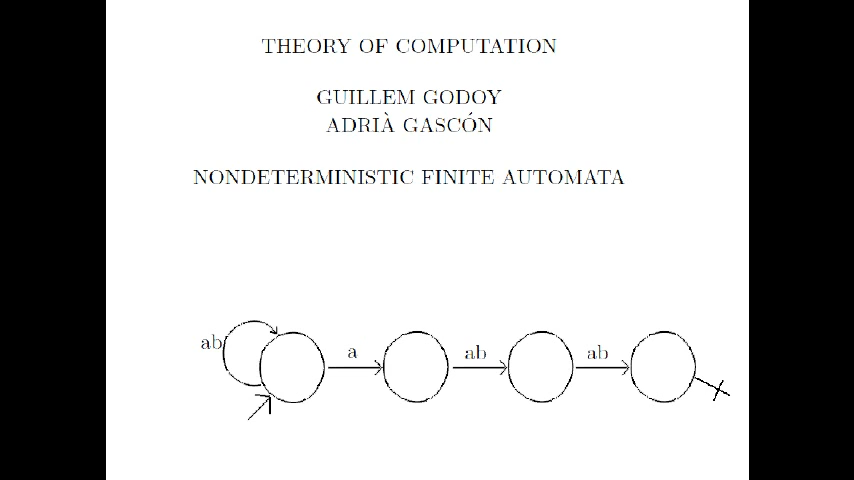 THEORY OF COMPUTATION
GUILLEM GODOY
ADRIÀ GASCÓN
NONDETERMINISTIC FINITE AUTOMATA
ab
a
ab
ab